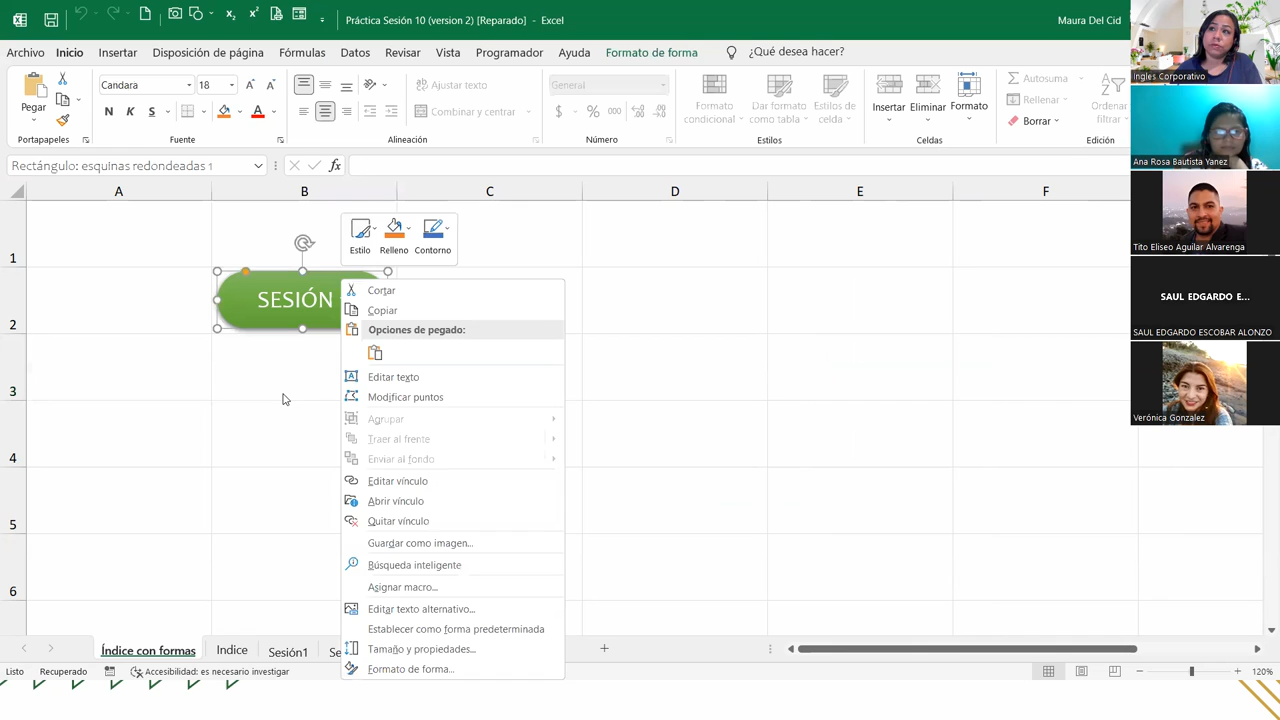 Práctica Sesión 10 (version 2) [Reparado] - Excel
Maura Del Cid
Archivo Inicio Insertar Disposición de página Fórmulas Datos Revisar Vista Programador Ayuda Formato de forma ¿Qué desea hacer?
Pegar
Candara 18
N K S
Ajustar texto
Combinar y centrar
General
$ % 000
Formato condicional
Dar formato como tabla
Estilos de celda
Insertar Eliminar Formato
Autosuma
Rellenar
Borrar
Ordenar
Portapapeles Fuente Alineación Número Estilos Celdas Edición
Rectángulo: esquinas redondeadas 1
fx
A B C D E F
1
2
3
4
5
6
SESIÓN
Estilo Relleno Contorno
Cortar
Copiar
Opciones de pegado:
Editar texto
Modificar puntos
Agrupar
Traer al frente
Enviar al fondo
Editar vínculo
Abrir vínculo
Quitar vínculo
Guardar como imagen...
Búsqueda inteligente
Asignar macro...
Editar texto alternativo...
Establecer como forma predeterminada
Tamaño y propiedades...
Formato de forma...
Índice con formas Indice Sesión1
Listo Recuperado Accesibilidad: es necesario investigar
120%
Ingles Corporativo
Ana Rosa Bautista Yanez
Tito Eliseo Aguilar Alvarenga
SAUL EDGARDO E...
SAUL EDGARDO ESCOBAR ALONZO
Verónica Gonzalez